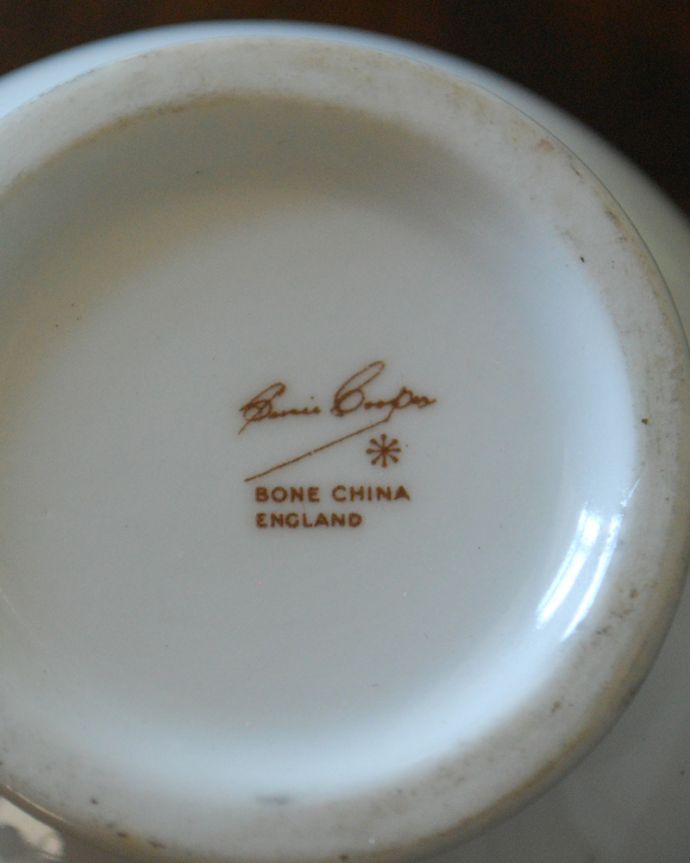 Susie Cooper
BONE CHINA
ENGLAND